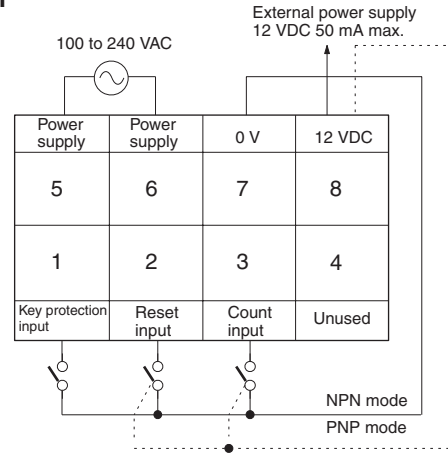 External power supply
12 VDC 50 mA max.
100 to 240 VAC
Power supply
Power supply
0 V
12 VDC
5
6
7
8
1
2
3
4
Key protection input
Reset input
Count input
Unused
NPN mode
PNP mode